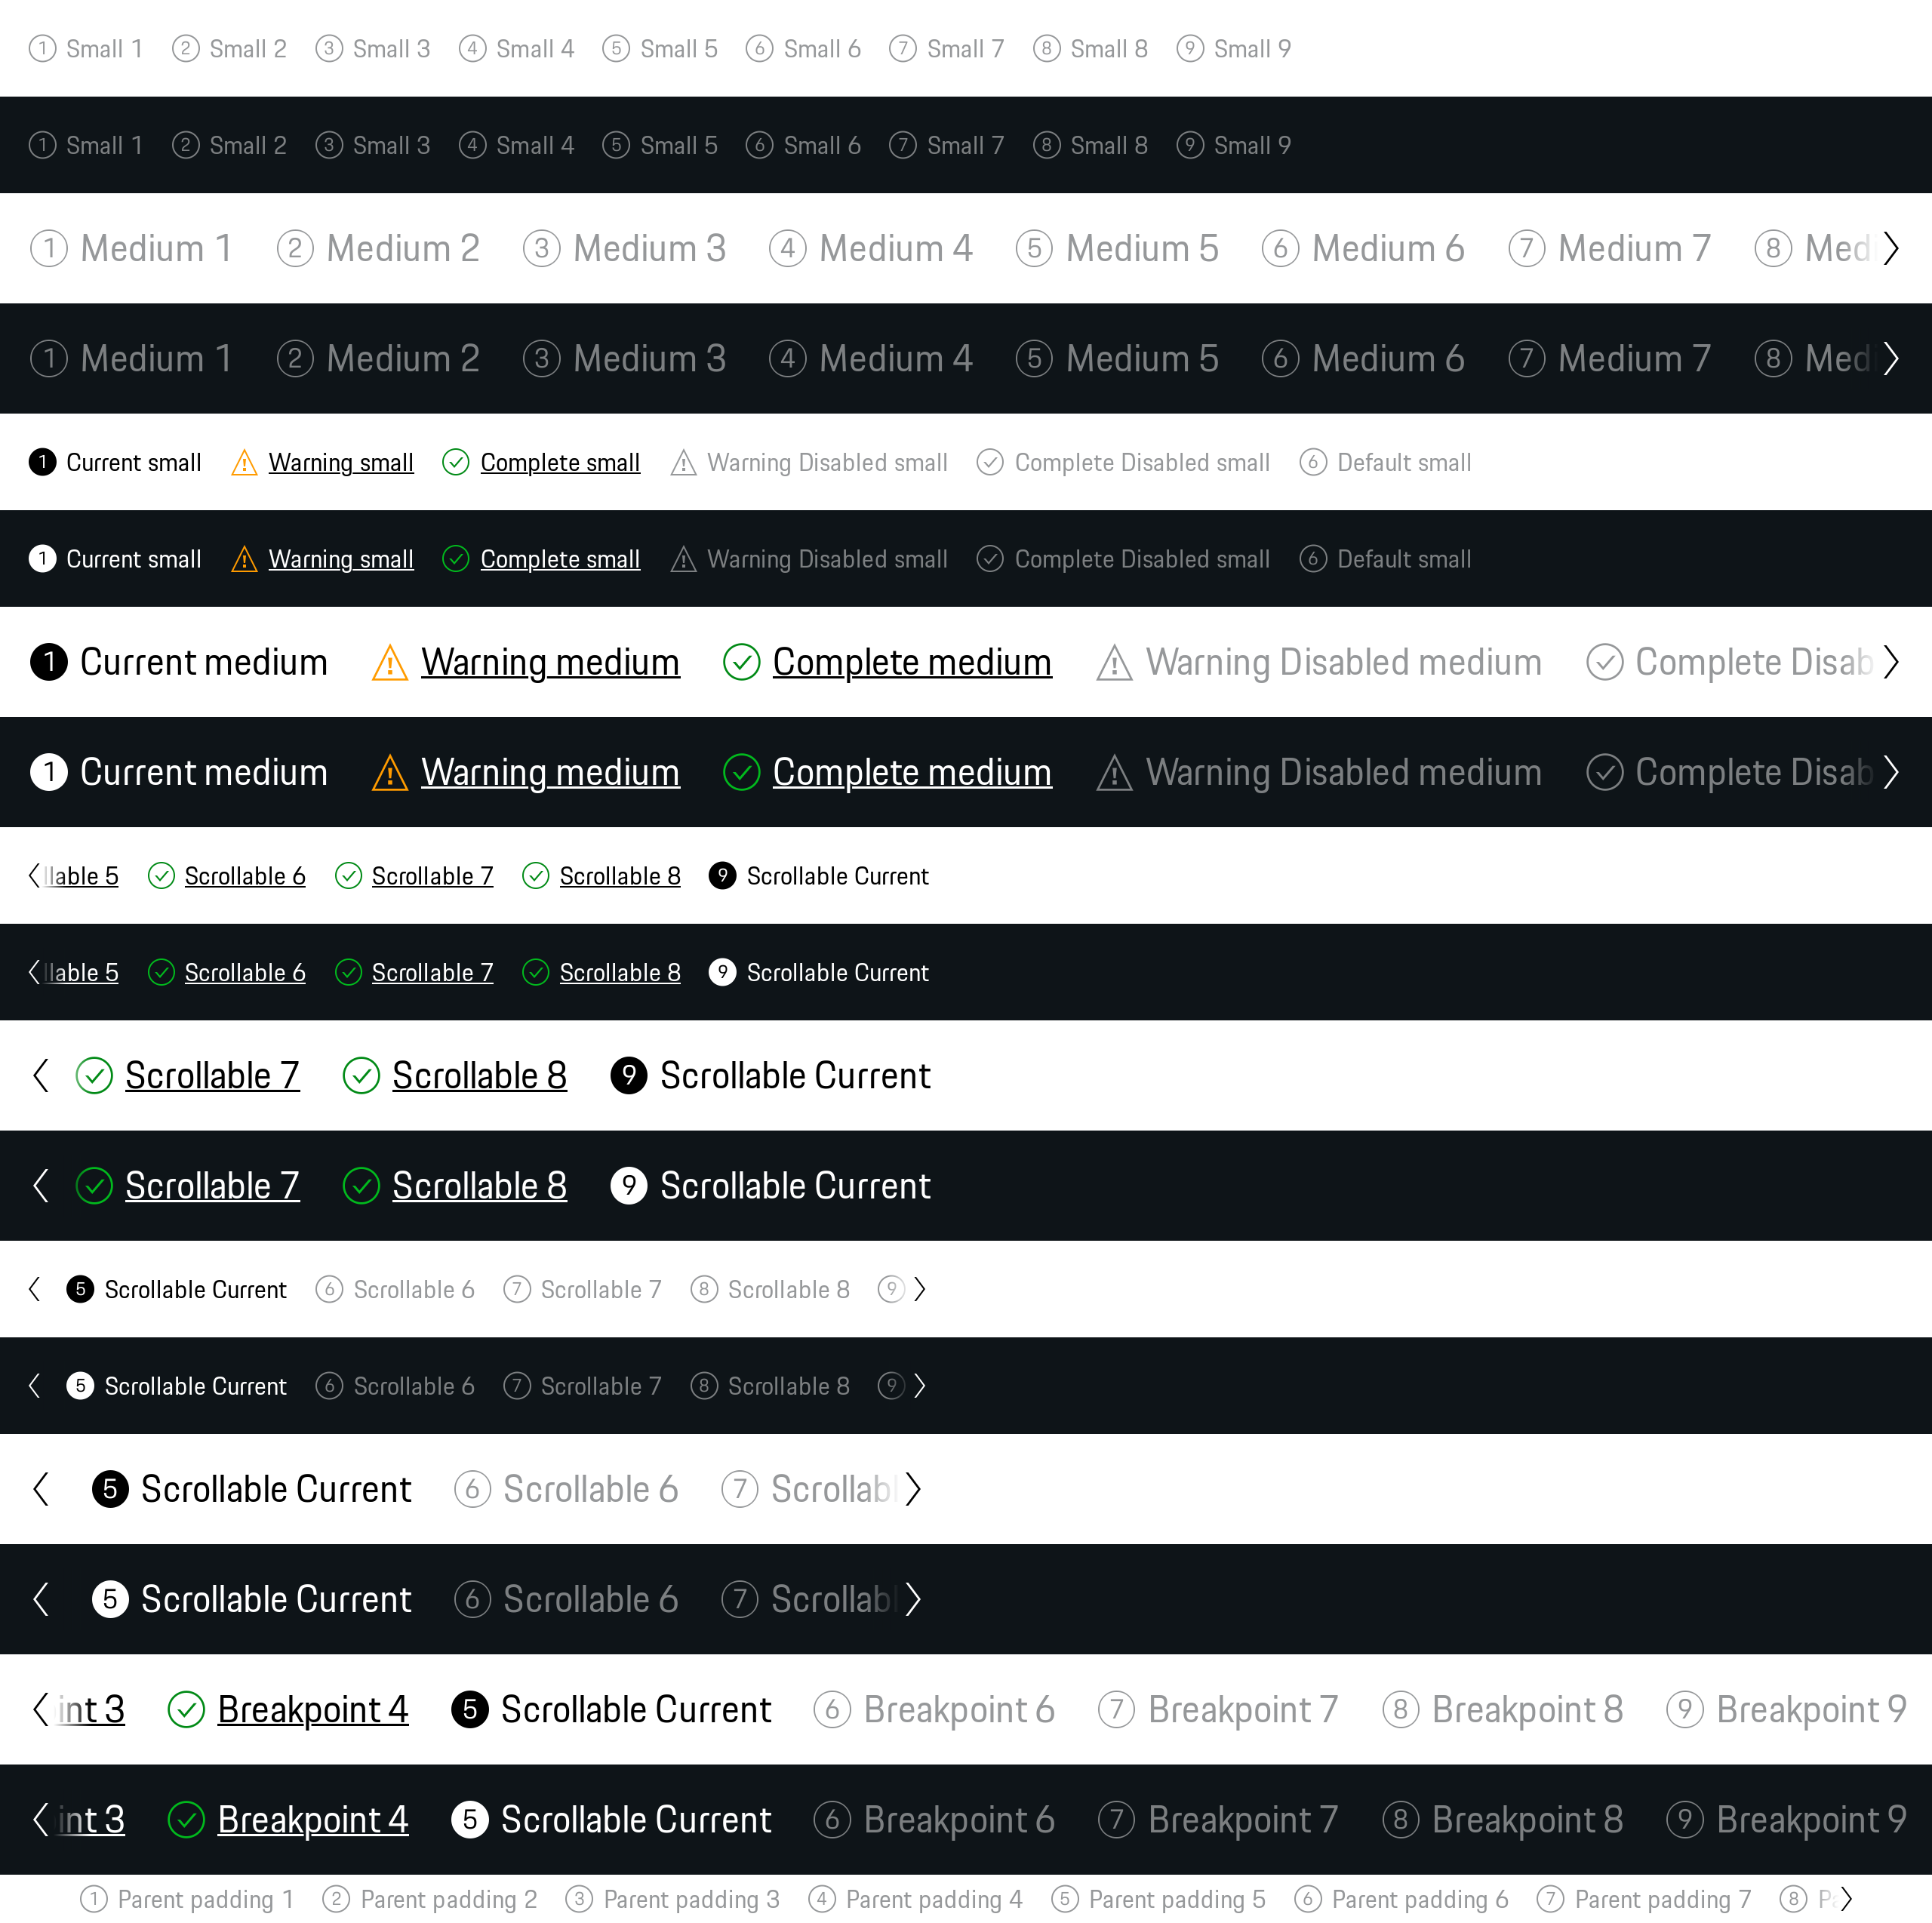 1 Small 1 2 Small 2 3 Small 3 4 Small 4 5 Small 5 6 Small 6 7 Small 7 8 Small 8 9 Small 9
1 Small 1 2 Small 2 3 Small 3 4 Small 4 5 Small 5 6 Small 6 7 Small 7 8 Small 8 9 Small 9
1 Medium 1 2 Medium 2 3 Medium 3 4 Medium 4 5 Medium 5 6 Medium 6 7 Medium 7 8 Med
1 Medium 1 2 Medium 2 3 Medium 3 4 Medium 4 5 Medium 5 6 Medium 6 7 Medium 7 8 Med
1 Current small Warning small Complete small Warning Disabled small Complete Disabled small 6 Default small
1 Current small Warning small Complete small Warning Disabled small Complete Disabled small 6 Default small
1 Current medium Warning medium Complete medium Warning Disabled medium Complete Disab
1 Current medium Warning medium Complete medium Warning Disabled medium Complete Disab
llable 5 Scrollable 6 Scrollable 7 Scrollable 8 9 Scrollable Current
llable 5 Scrollable 6 Scrollable 7 Scrollable 8 9 Scrollable Current
Scrollable 7 Scrollable 8 9 Scrollable Current
Scrollable 7 Scrollable 8 9 Scrollable Current
5 Scrollable Current 6 Scrollable 6 7 Scrollable 7 8 Scrollable 8 9
5 Scrollable Current 6 Scrollable 6 7 Scrollable 7 8 Scrollable 8 9
5 Scrollable Current 6 Scrollable 6 7 Scrollabl
5 Scrollable Current 6 Scrollable 6 7 Scrollabl
int 3 Breakpoint 4 5 Scrollable Current 6 Breakpoint 6 7 Breakpoint 7 8 Breakpoint 8 9 Breakpoint 9
int 3 Breakpoint 4 5 Scrollable Current 6 Breakpoint 6 7 Breakpoint 7 8 Breakpoint 8 9 Breakpoint 9
1 Parent padding 1 2 Parent padding 2 3 Parent padding 3 4 Parent padding 4 5 Parent padding 5 6 Parent padding 6 7 Parent padding 7 8 P